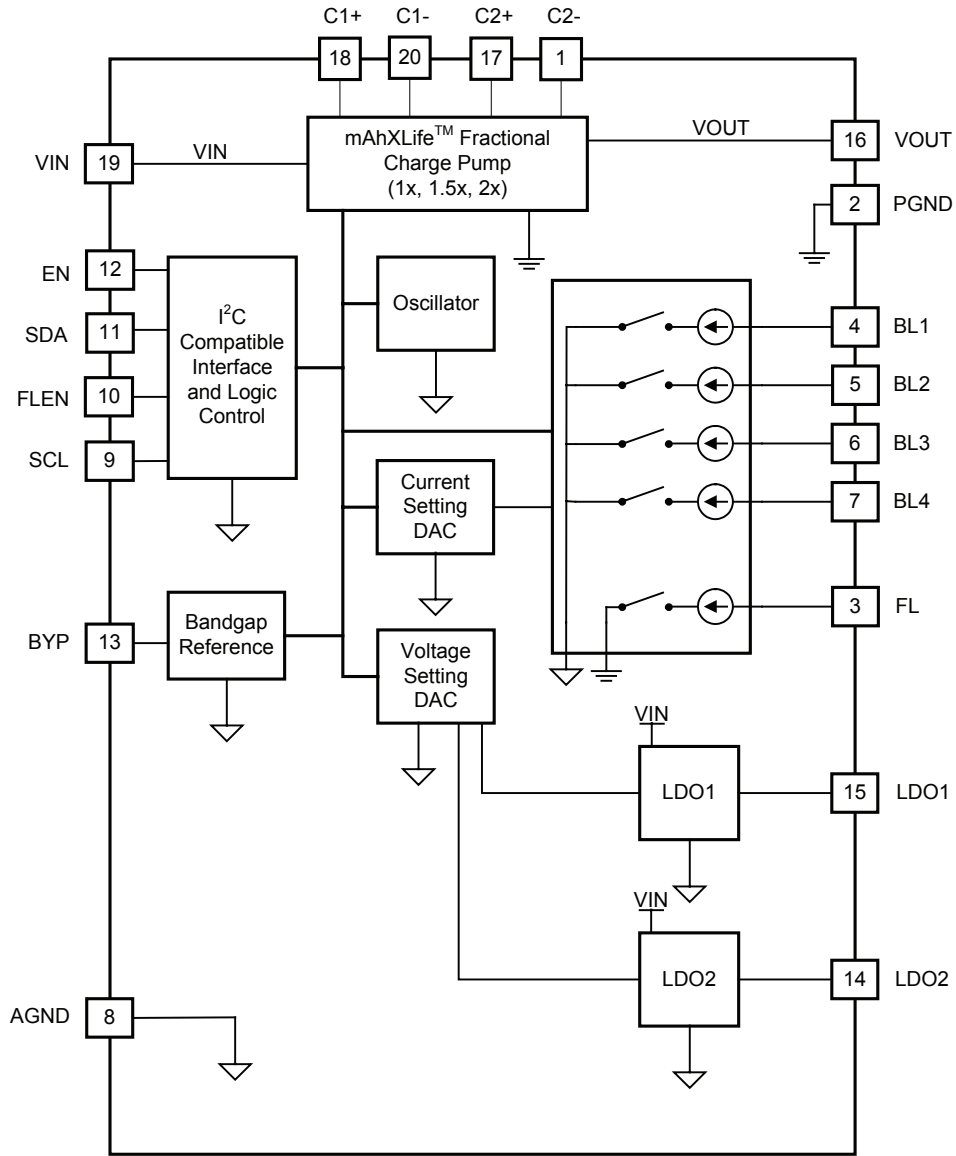 C1+ C1- C2+ C2-
18 20 17 1
mAhXLife™ Fractional
Charge Pump
(1x, 1.5x, 2x)
VIN 19 VIN
VOUT 16 VOUT
2 PGND
EN 12
SDA 11
FLEN 10
SCL 9
I²C
Compatible
Interface
and Logic
Control
Oscillator
4 BL1
5 BL2
6 BL3
7 BL4
3 FL
Current
Setting
DAC
BYP 13
Bandgap
Reference
Voltage
Setting
DAC
VIN
LDO1
15 LDO1
VIN
LDO2
14 LDO2
AGND 8